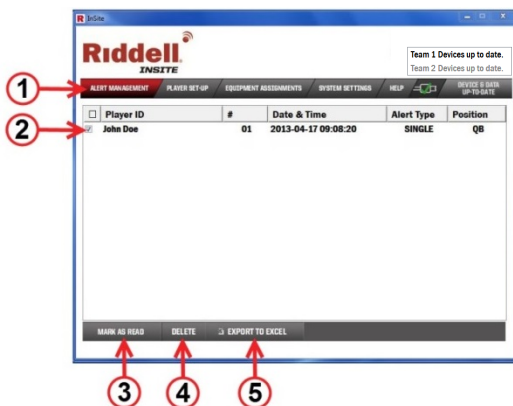 R InSite
Riddell
INSITE
Team 1 Devices up to date.
Team 2 Devices up to date.
1
ALERT MANAGEMENT PLAYER SET-UP EQUIPMENT ASSIGNMENTS SYSTEM SETTINGS HELP DEVICE & DATA UP-TO-DATE
Player ID # Date & Time Alert Type Position
2
John Doe 01 2013-04-17 09:08:20 SINGLE QB
MARK AS READ DELETE EXPORT TO EXCEL
3 4 5